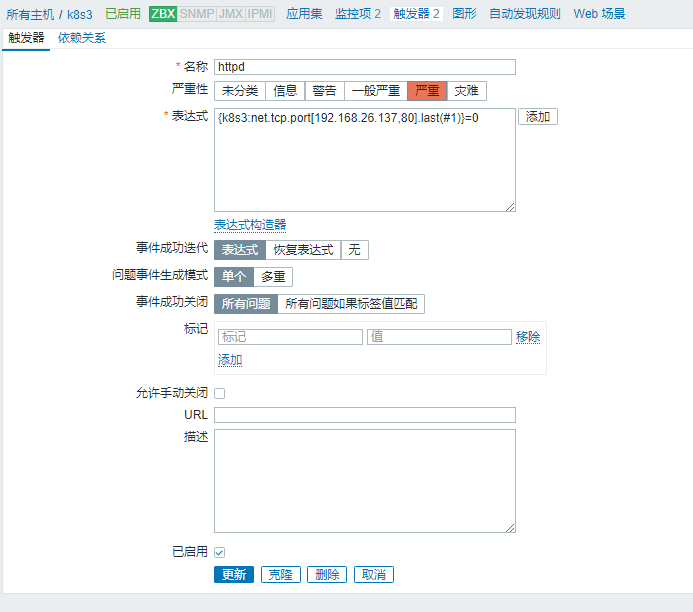 所有主机 / k8s3 已启用 ZBX SNMP JMX IPMI 应用集 监控项 2 触发器 2 图形 自动发现规则 Web 场景
触发器 依赖关系
* 名称 httpd
严重性 未分类 信息 警告 一般严重 严重 灾难
* 表达式 {k8s3:net.tcp.port[192.168.26.137,80].last(#1)}=0 添加
表达式构造器
事件成功迭代 表达式 恢复表达式 无
问题事件生成模式 单个 多重
事件成功关闭 所有问题 所有问题如果标签值匹配
标记 标记 值 移除
添加
允许手动关闭
URL
描述
已启用
更新 克隆 删除 取消